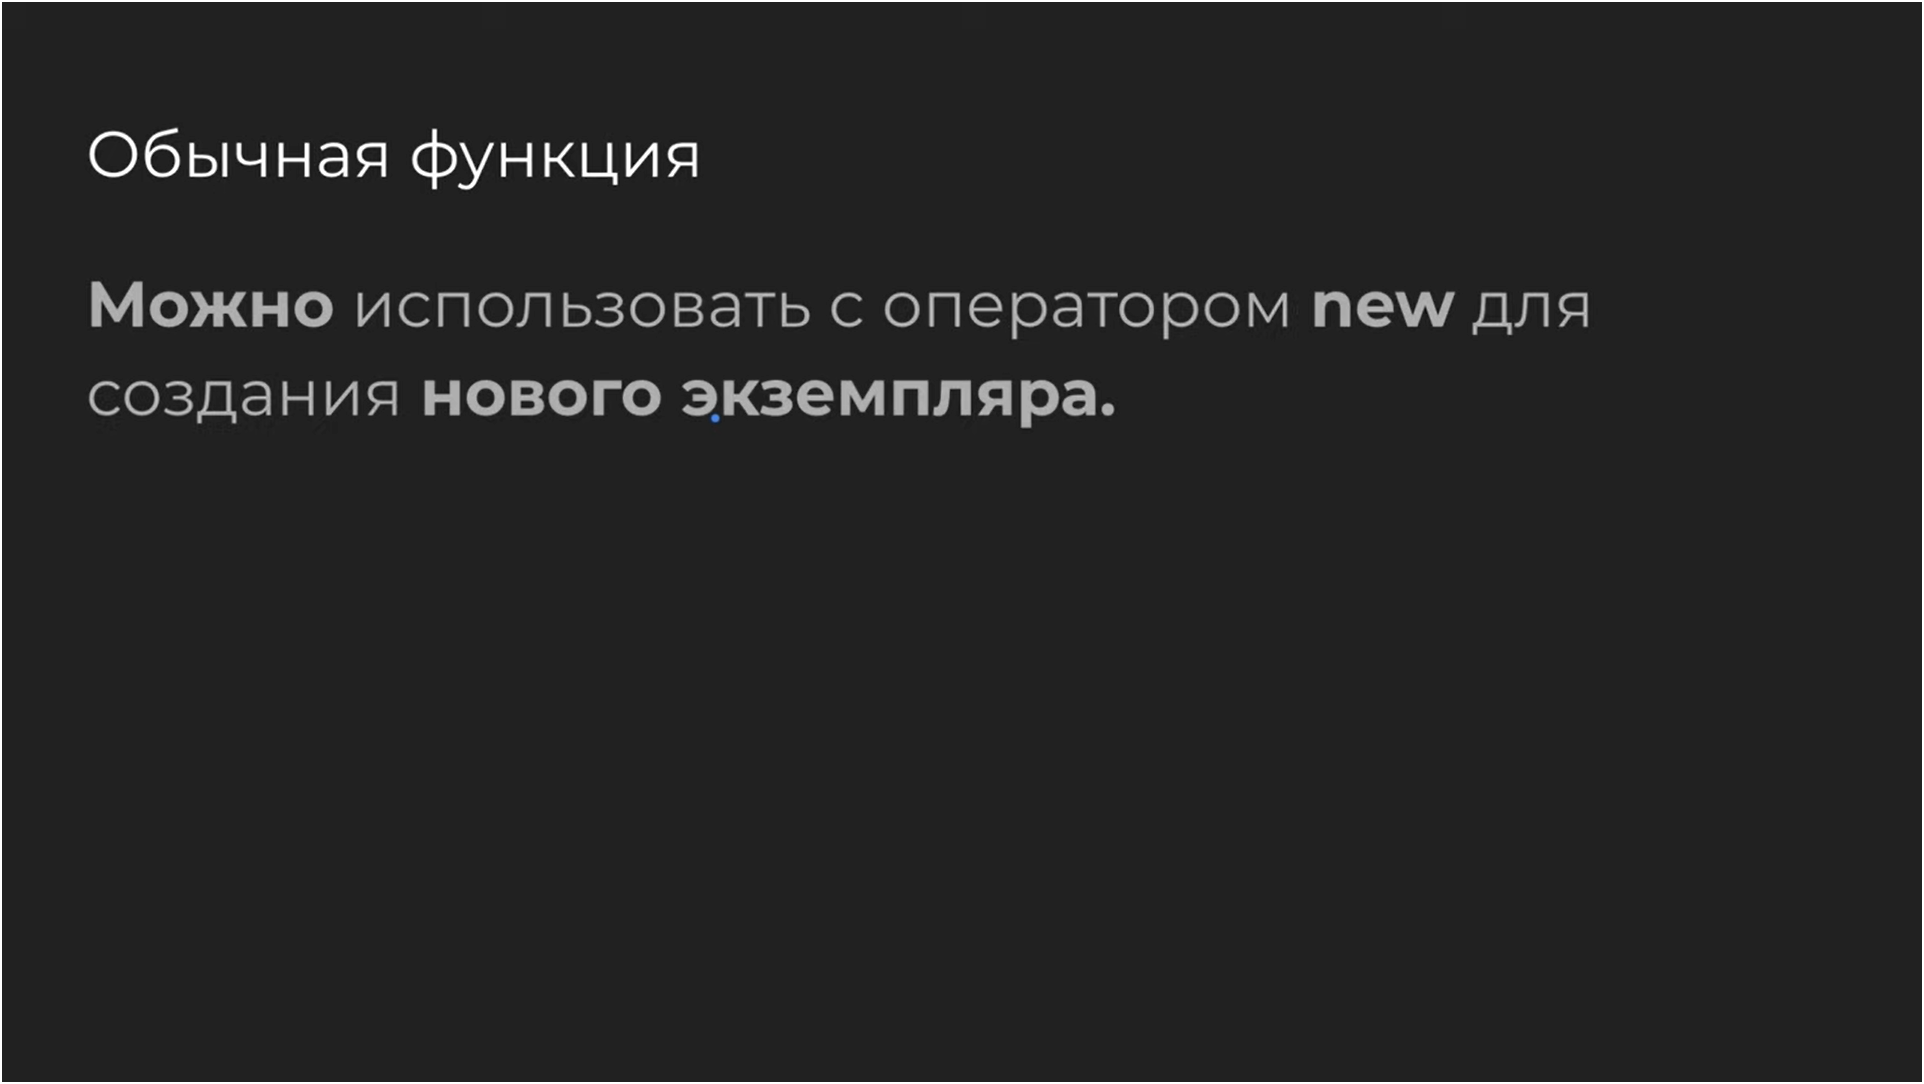 Обычная функция
Можно использовать с оператором new для
создания нового экземпляра.